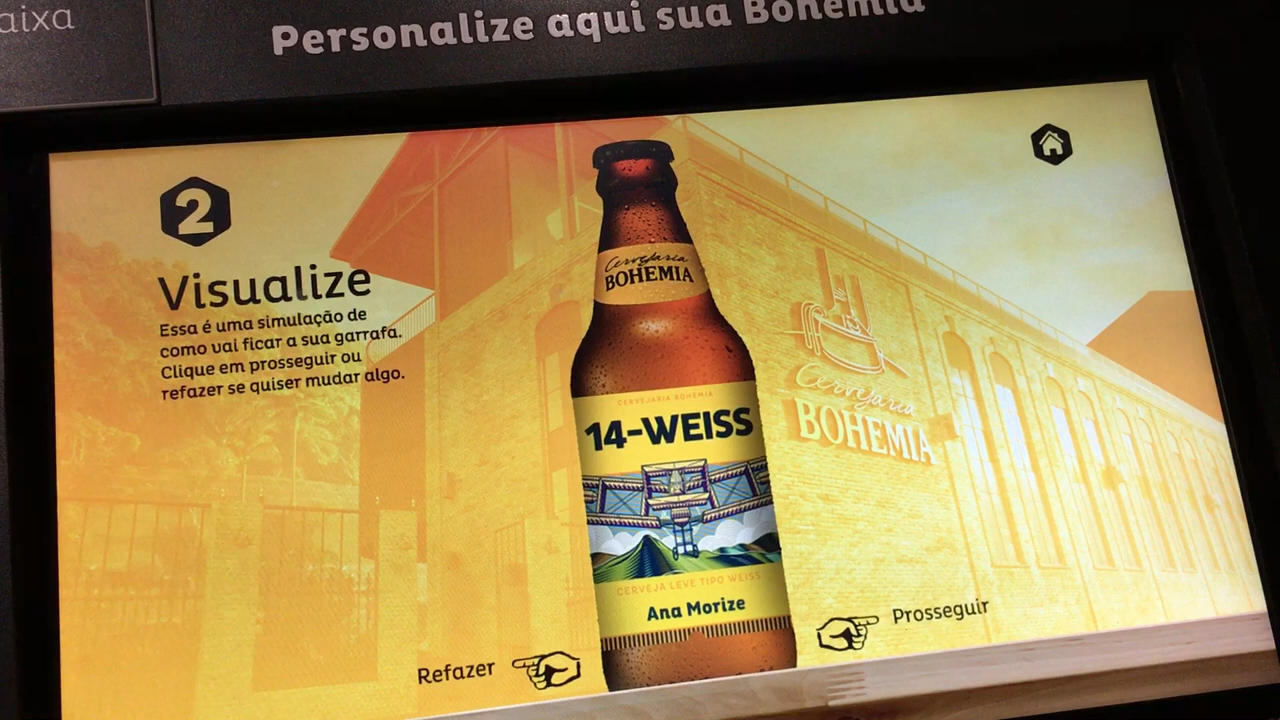 aixa
Personalize aqui sua Bohemia
2
Visualize
Essa é uma simulação de
como vai ficar a sua garrafa.
Clique em prosseguir ou
refazer se quiser mudar algo.
Cervejaria
BOHEMIA
CERVEJARIA BOHEMIA
14-WEISS
CERVEJA LEVE TIPO WEISS
Ana Morize
Cervejaria
BOHEMIA
Refazer
Prosseguir